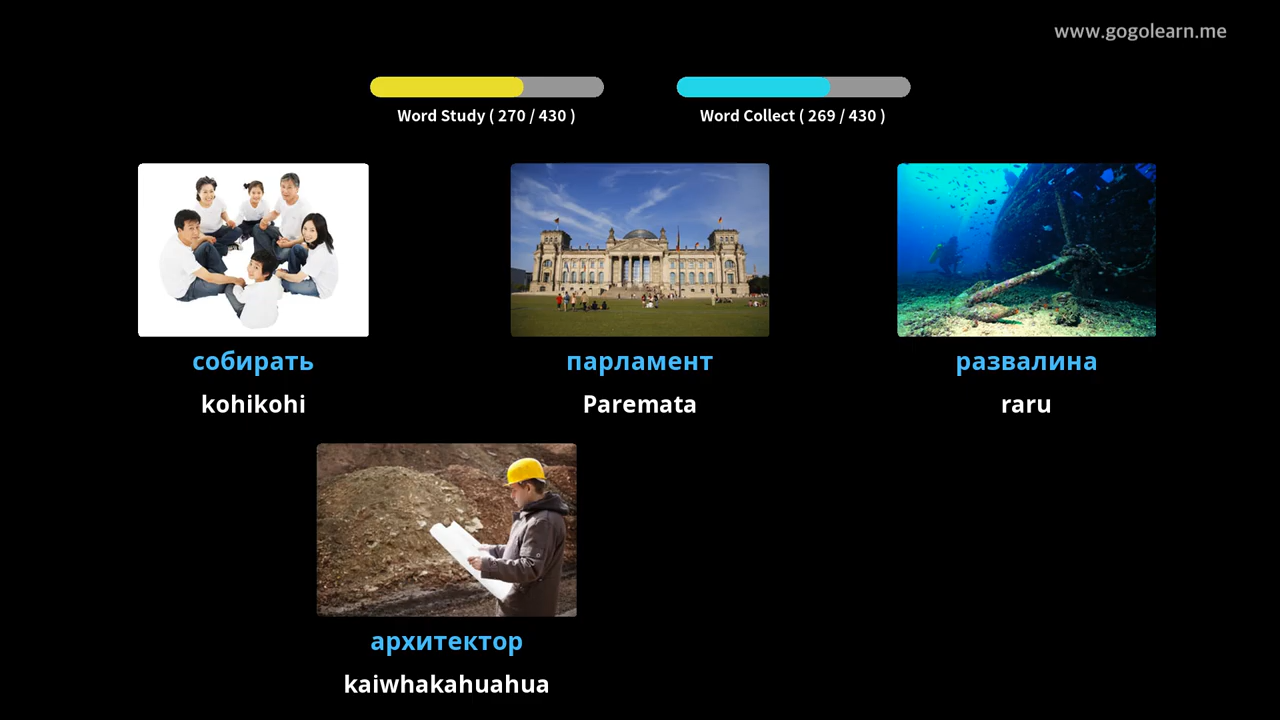 www.gogolearn.me
Word Study ( 270 / 430 )
Word Collect ( 269 / 430 )
собирать
kohikohi
парламент
Paremata
развалина
raru
архитектор
kaiwhakahuahua